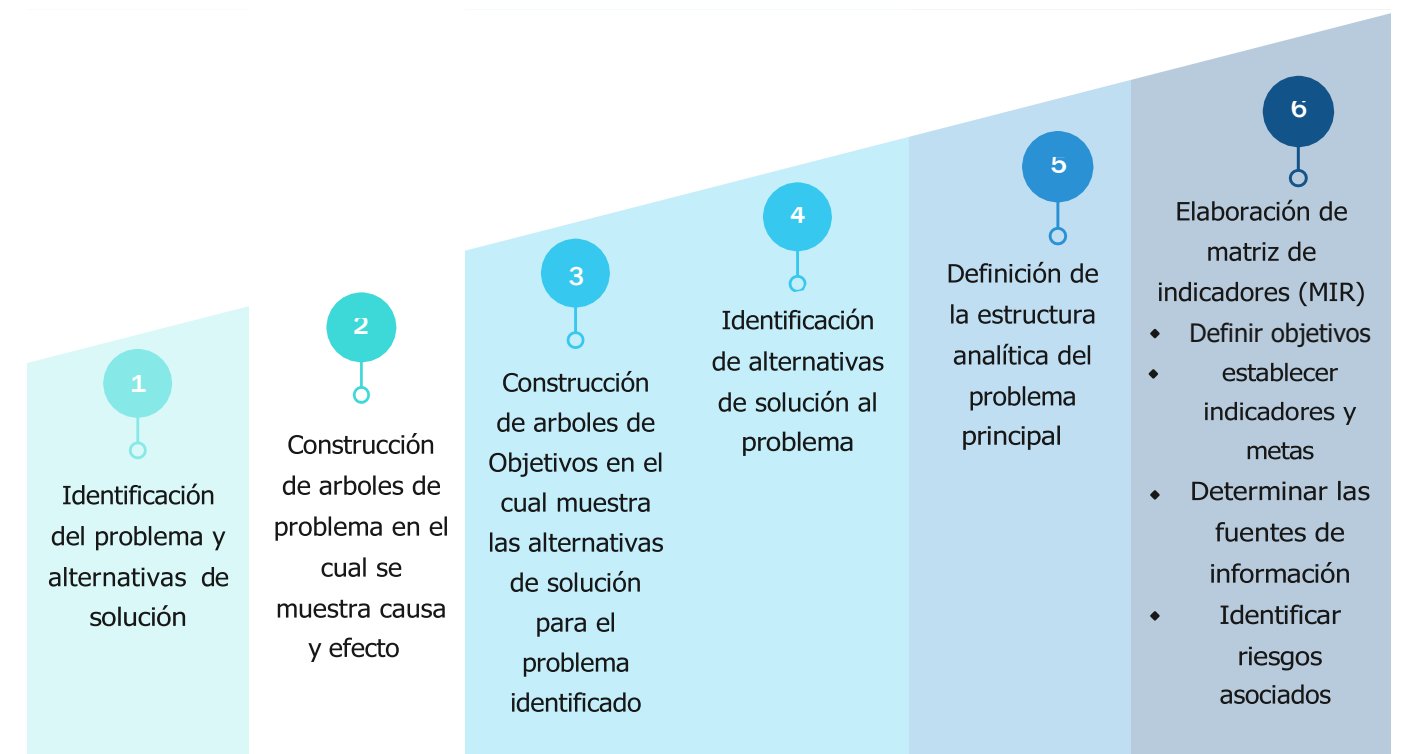 1
Identificación
del problema y
alternativas de
solución
2
Construcción
de arboles de
problema en el
cual se
muestra causa
y efecto
3
Construcción
de arboles de
Objetivos en el
cual muestra
las alternativas
de solución
para el
problema
identificado
4
Identificación
de alternativas
de solución al
problema
5
Definición de
la estructura
analítica del
problema
principal
6
Elaboración de
matriz de
indicadores (MIR)
• Definir objetivos
• establecer
indicadores y
metas
• Determinar las
fuentes de
información
• Identificar
riesgos
asociados